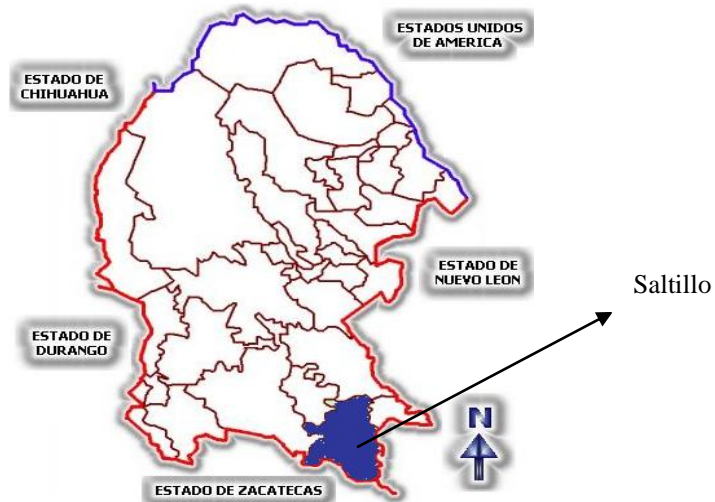 ESTADOS UNIDOS
DE AMERICA
ESTADO DE
CHIHUAHUA
ESTADO DE
NUEVO LEON
Saltillo
ESTADO DE
DURANGO
N
ESTADO DE ZACATECAS